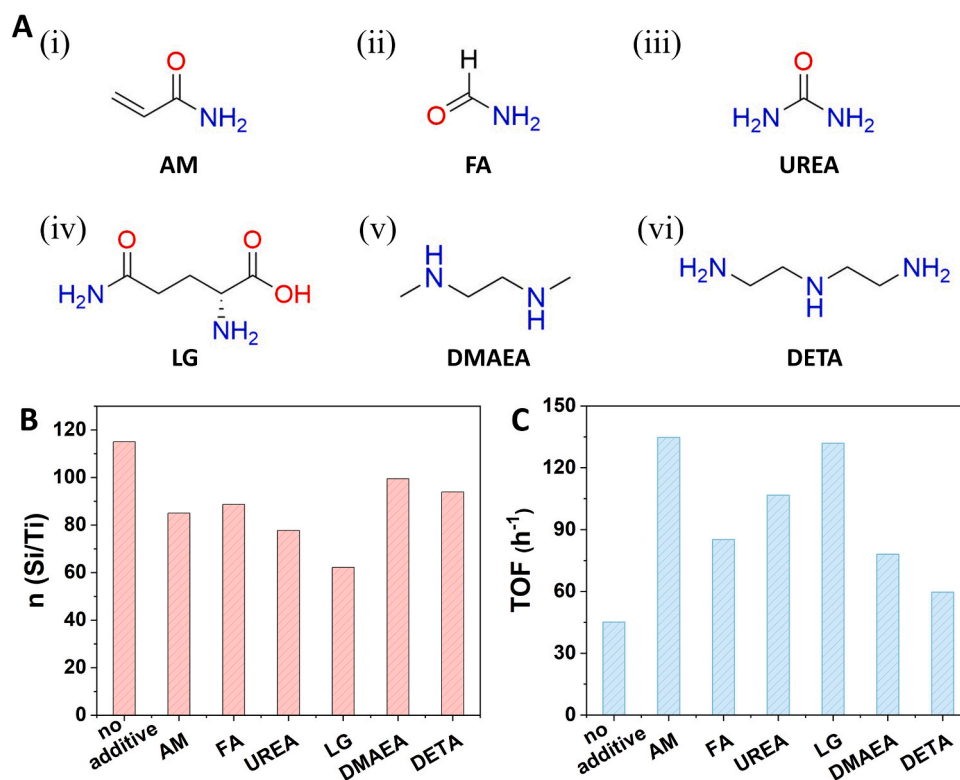 A
(i)
(ii)
(iii)
O
NH2
AM
H
O
NH2
FA
O
H2N
NH2
UREA
(iv)
(v)
(vi)
O
O
H2N
OH
NH2
LG
H
N
N
H
DMAEA
H2N
N
H
NH2
DETA
B
n (Si/Ti)
120
100
80
60
40
20
0
no additive
AM
FA
UREA
LG
DMAEA
DETA
C
TOF (h-1)
150
120
90
60
30
0
no additive
AM
FA
UREA
LG
DMAEA
DETA